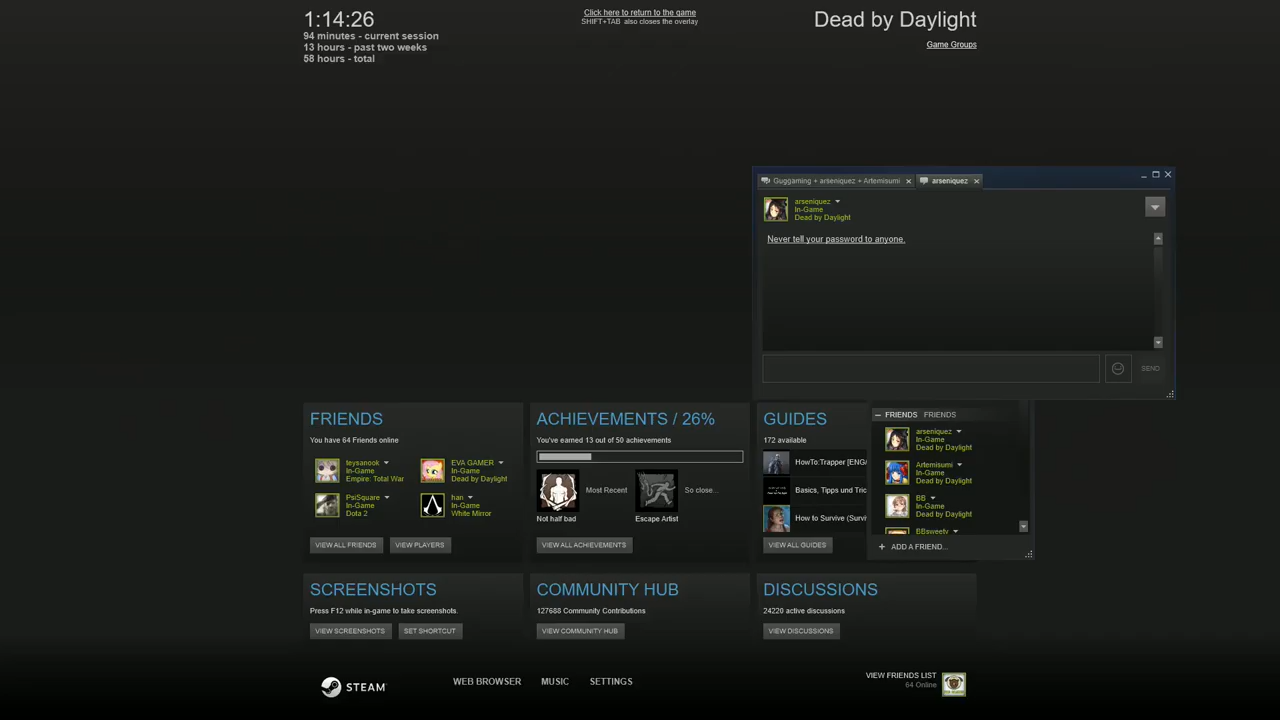 1:14:26
94 minutes - current session
13 hours - past two weeks
58 hours - total
Click here to return to the game
SHIFT+TAB also closes the overlay
Dead by Daylight
Game Groups
Guggaming + arseniquez + Artemisumi
arseniquez
arseniquez
In-Game
Dead by Daylight
Never tell your password to anyone.
SEND
FRIENDS
You have 64 Friends online
teysanook
In-Game
Empire: Total War
EVA GAMER
In-Game
Dead by Daylight
PsiSquare
In-Game
Dota 2
han
In-Game
White Mirror
VIEW ALL FRIENDS
VIEW PLAYERS
ACHIEVEMENTS / 26%
You've earned 13 out of 50 achievements
Most Recent
So close...
Not half bad
Escape Artist
VIEW ALL ACHIEVEMENTS
GUIDES
172 available
HowTo:Trapper [ENG/
Basics, Tipps und Tric
How to Survive (Surviv
VIEW ALL GUIDES
FRIENDS FRIENDS
arseniquez
In-Game
Dead by Daylight
Artemisumi
In-Game
Dead by Daylight
BB
In-Game
Dead by Daylight
BBsweety
ADD A FRIEND...
SCREENSHOTS
Press F12 while in-game to take screenshots.
VIEW SCREENSHOTS
SET SHORTCUT
COMMUNITY HUB
127688 Community Contributions
VIEW COMMUNITY HUB
DISCUSSIONS
24220 active discussions
VIEW DISCUSSIONS
STEAM
WEB BROWSER
MUSIC
SETTINGS
VIEW FRIENDS LIST
64 Online